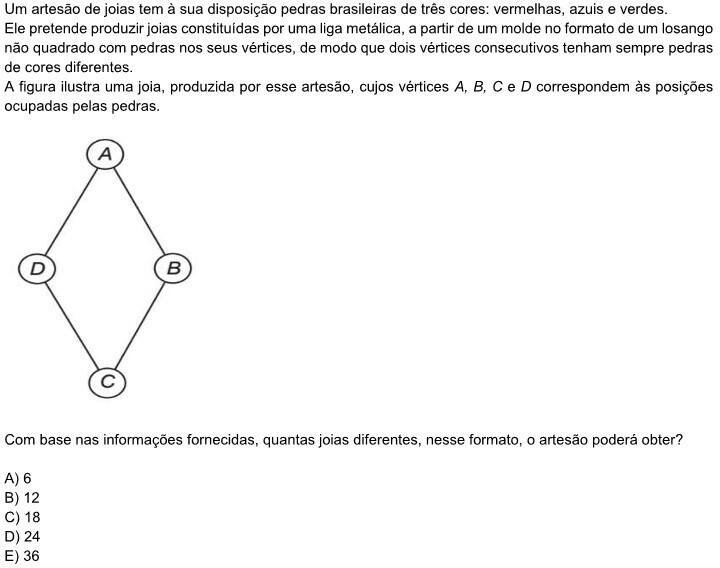 Um artesão de joias tem à sua disposição pedras brasileiras de três cores: vermelhas, azuis e verdes.
Ele pretende produzir joias constituídas por uma liga metálica, a partir de um molde no formato de um losango
não quadrado com pedras nos seus vértices, de modo que dois vértices consecutivos tenham sempre pedras
de cores diferentes.
A figura ilustra uma joia, produzida por esse artesão, cujos vértices A, B, C e D correspondem às posições
ocupadas pelas pedras.
A
D
B
C
Com base nas informações fornecidas, quantas joias diferentes, nesse formato, o artesão poderá obter?
A) 6
B) 12
C) 18
D) 24
E) 36